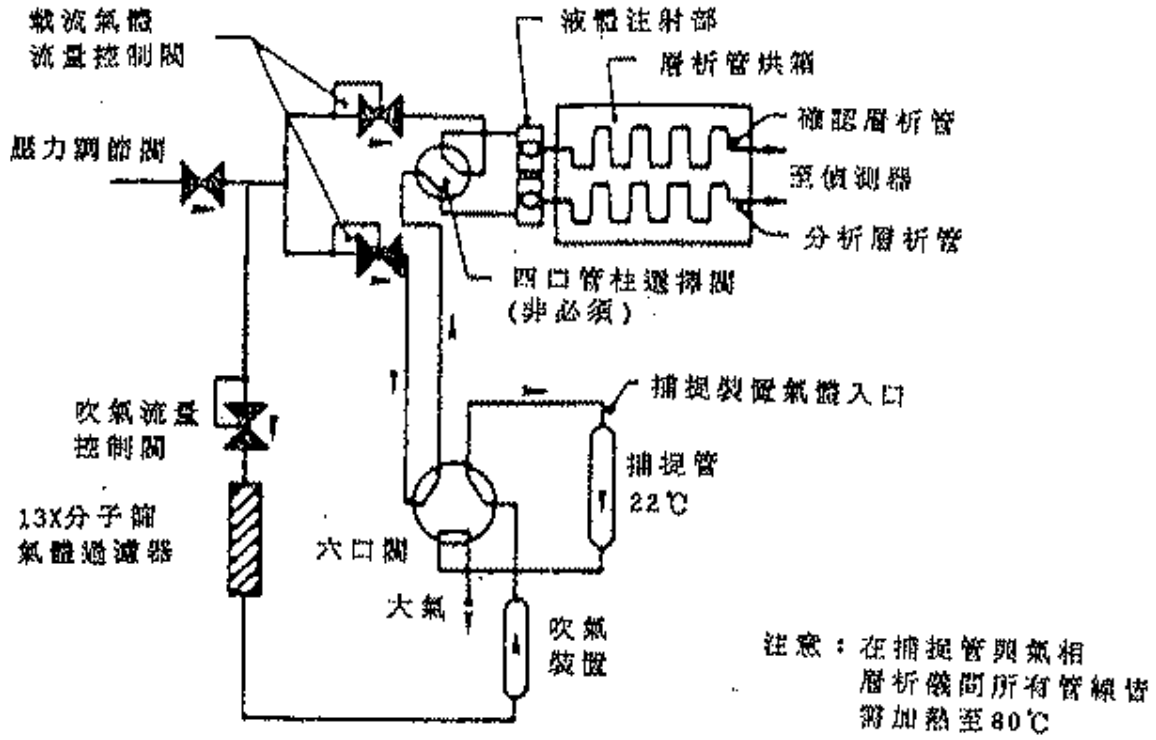 載流氣體
流量控制閥
液體注射部
層析管烘箱
確認層析管
壓力調節閥
至偵測器
分析層析管
四口管柱選擇閥
(非必須)
捕捉裝置氣體入口
吹氣流量
控制閥
捕捉管
22℃
13X分子篩
氣體過濾器
六口閥
大氣
吹氣
裝置
注意：在捕捉管與氣相
層析儀間所有管線皆
需加熱至80℃